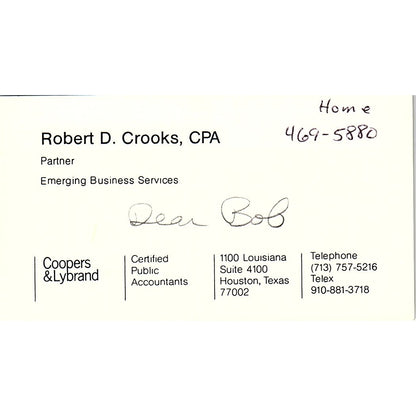 Home
469-5880
Robert D. Crooks, CPA
Partner
Emerging Business Services
Dear Bob
Coopers
&Lybrand
Certified
Public
Accountants
1100 Louisiana
Suite 4100
Houston, Texas
77002
Telephone
(713) 757-5216
Telex
910-881-3718